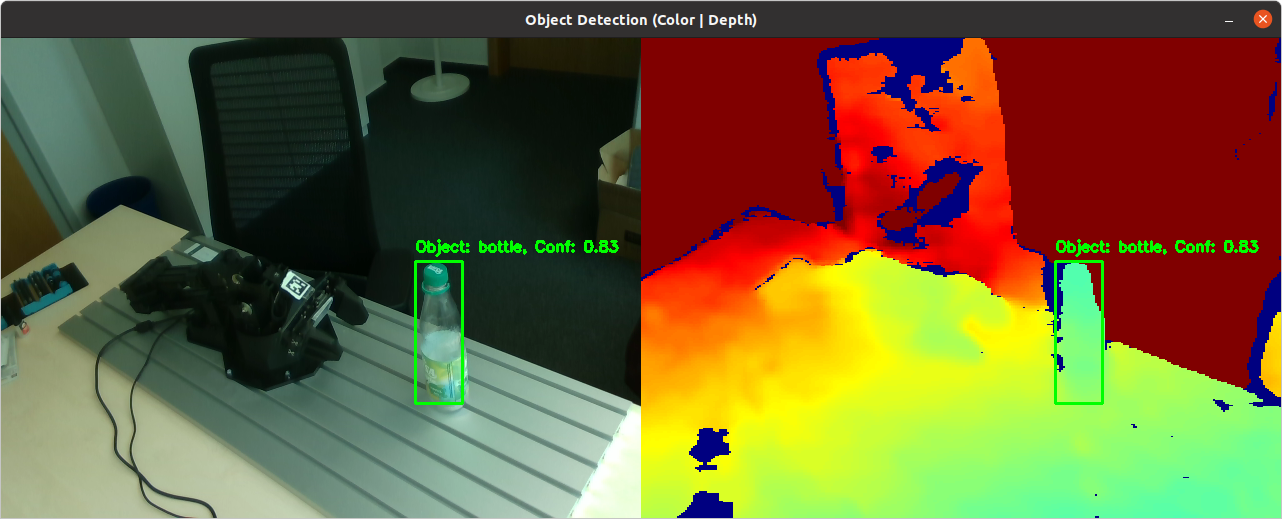 Object Detection (Color | Depth)
Object: bottle, Conf: 0.83
Object: bottle, Conf: 0.83